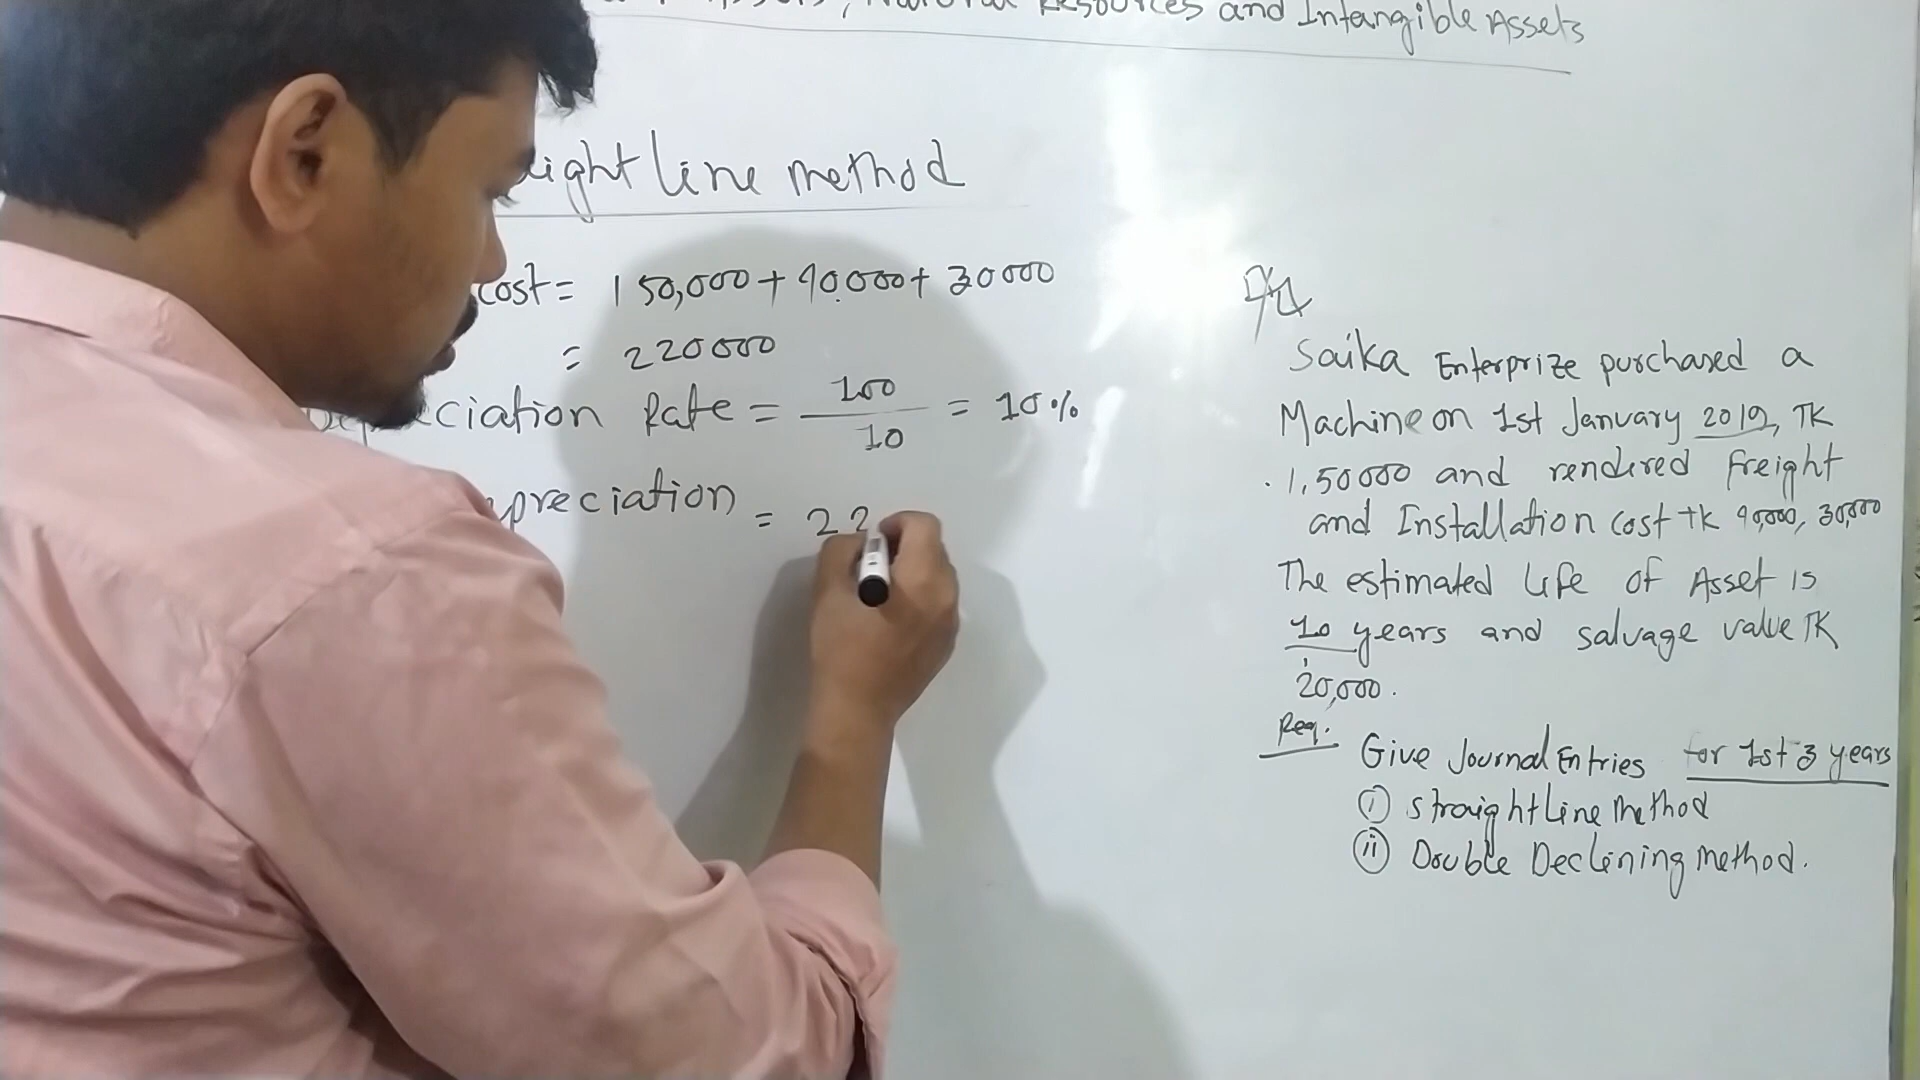 Assets, Natural Resources and Intangible Assets
ight line method
cost = 150,000 + 40.000 + 30000
= 220000
Depreciation Rate = 100/10 = 10%
preciation = 22
Saika Enterprize purchased a
Machine on 1st January 2019, TK
1,50000 and rendered freight
and Installation cost tk 40,000, 30,000
The estimated life of Asset is
10 years and salvage value TK
20,000.
Req.
Give Journal Entries for 1st 3 years
(i) straight line Method
(ii) Double Declining method.